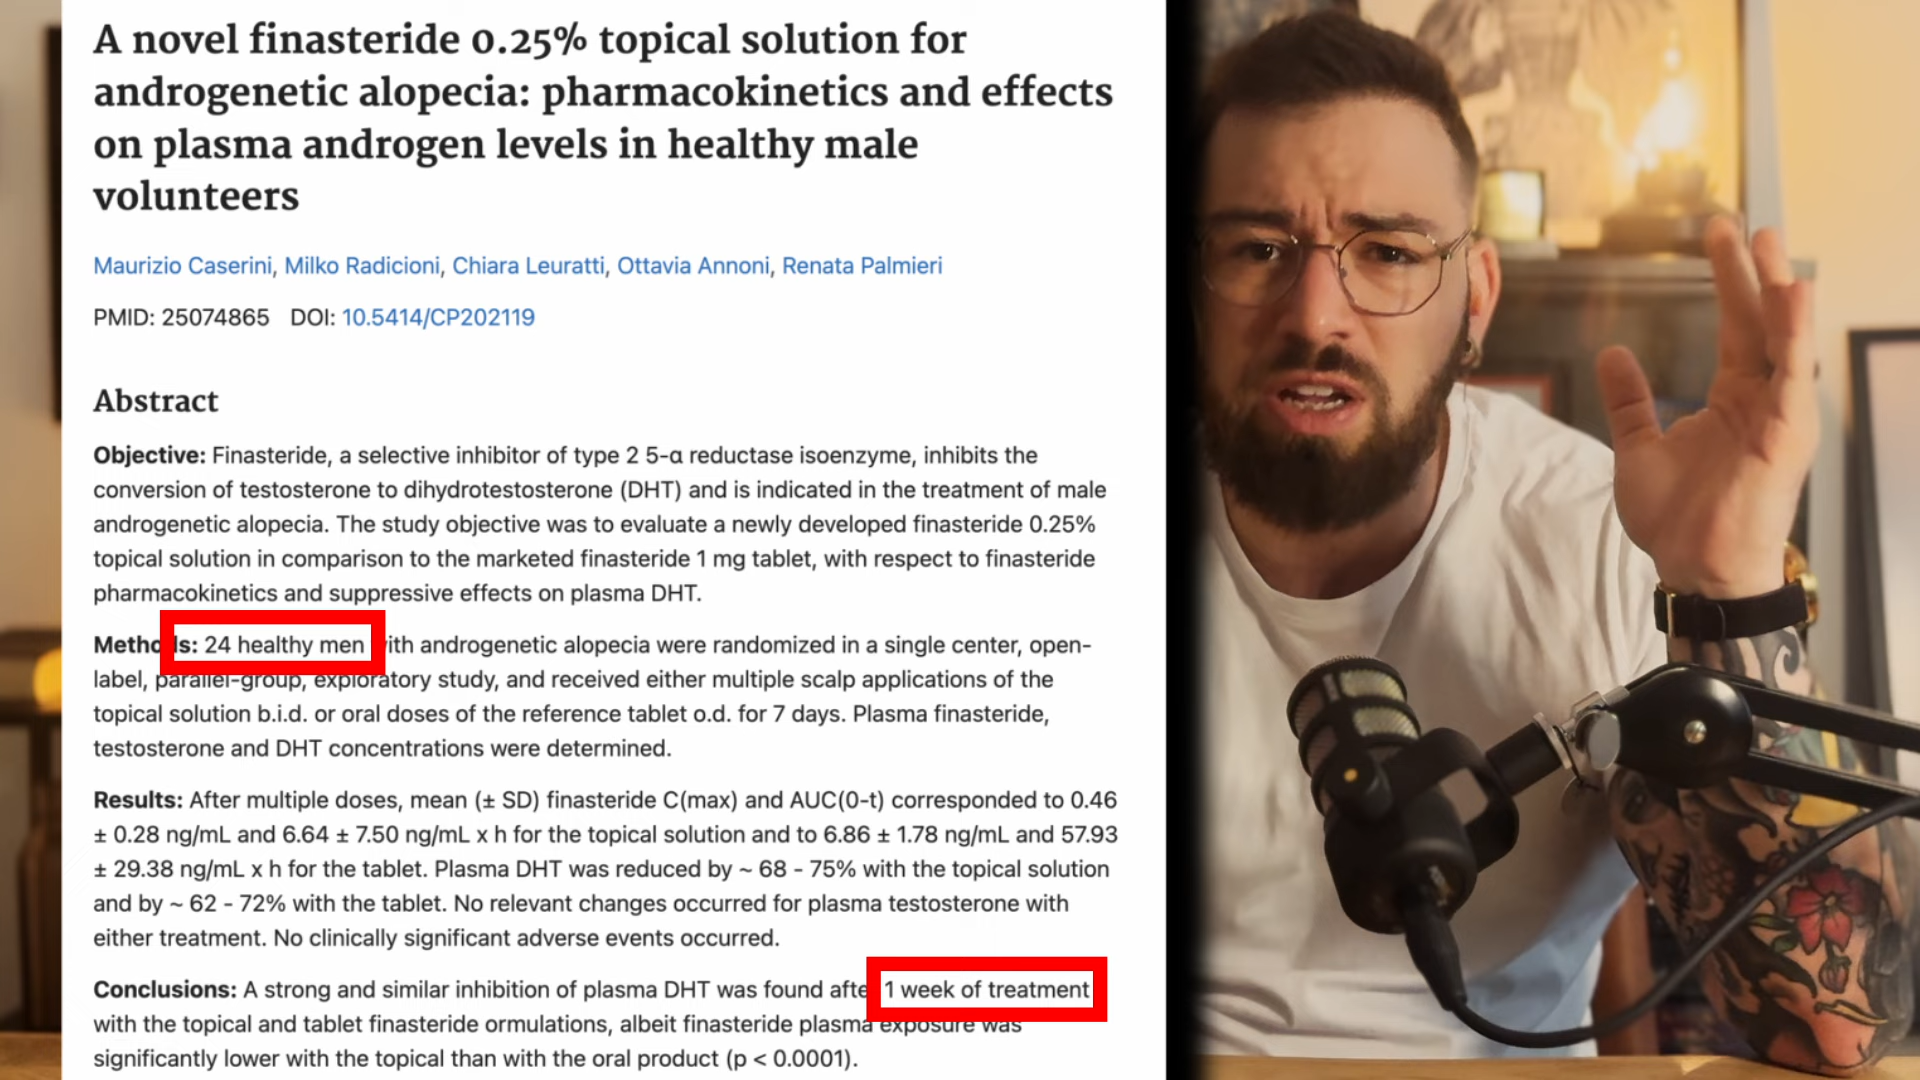 A novel finasteride 0.25% topical solution for
androgenetic alopecia: pharmacokinetics and effects
on plasma androgen levels in healthy male
volunteers
Maurizio Caserini, Milko Radicioni, Chiara Leuratti, Ottavia Annoni, Renata Palmieri
PMID: 25074865 DOI: 10.5414/CP202119
Abstract
Objective: Finasteride, a selective inhibitor of type 2 5-α reductase isoenzyme, inhibits the
conversion of testosterone to dihydrotestosterone (DHT) and is indicated in the treatment of male
androgenetic alopecia. The study objective was to evaluate a newly developed finasteride 0.25%
topical solution in comparison to the marketed finasteride 1 mg tablet, with respect to finasteride
pharmacokinetics and suppressive effects on plasma DHT.
Methods: 24 healthy men with androgenetic alopecia were randomized in a single center, open-
label, parallel-group, exploratory study, and received either multiple scalp applications of the
topical solution b.i.d. or oral doses of the reference tablet o.d. for 7 days. Plasma finasteride,
testosterone and DHT concentrations were determined.
Results: After multiple doses, mean (± SD) finasteride C(max) and AUC(0-t) corresponded to 0.46
± 0.28 ng/mL and 6.64 ± 7.50 ng/mL x h for the topical solution and to 6.86 ± 1.78 ng/mL and 57.93
± 29.38 ng/mL x h for the tablet. Plasma DHT was reduced by ~ 68 - 75% with the topical solution
and by ~ 62 - 72% with the tablet. No relevant changes occurred for plasma testosterone with
either treatment. No clinically significant adverse events occurred.
Conclusions: A strong and similar inhibition of plasma DHT was found afte 1 week of treatment
with the topical and tablet finasteride ormulations, albeit finasteride plasma exposure was
significantly lower with the topical than with the oral product (p < 0.0001).